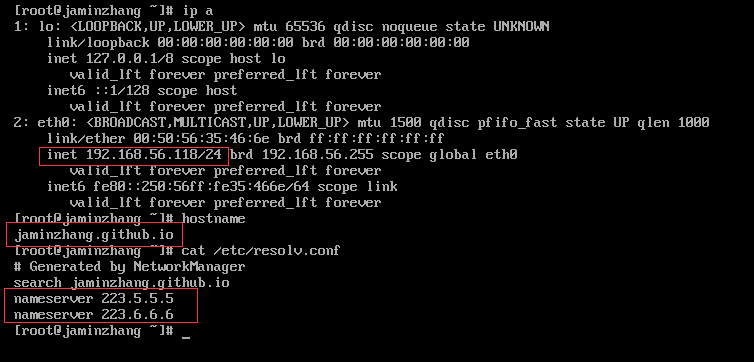 [root@jaminzhang ~]# ip a
1: lo: <LOOPBACK,UP,LOWER_UP> mtu 65536 qdisc noqueue state UNKNOWN
link/loopback 00:00:00:00:00:00 brd 00:00:00:00:00:00
inet 127.0.0.1/8 scope host lo
valid_lft forever preferred_lft forever
inet6 ::1/128 scope host
valid_lft forever preferred_lft forever
2: eth0: <BROADCAST,MULTICAST,UP,LOWER_UP> mtu 1500 qdisc pfifo_fast state UP qlen 1000
link/ether 00:50:56:35:46:6e brd ff:ff:ff:ff:ff:ff
inet 192.168.56.118/24 brd 192.168.56.255 scope global eth0
valid_lft forever preferred_lft forever
inet6 fe80::250:56ff:fe35:466e/64 scope link
valid_lft forever preferred_lft forever
[root@jaminzhang ~]# hostname
jaminzhang.github.io
[root@jaminzhang ~]# cat /etc/resolv.conf
# Generated by NetworkManager
search jaminzhang.github.io
nameserver 223.5.5.5
nameserver 223.6.6.6
[root@jaminzhang ~]# _